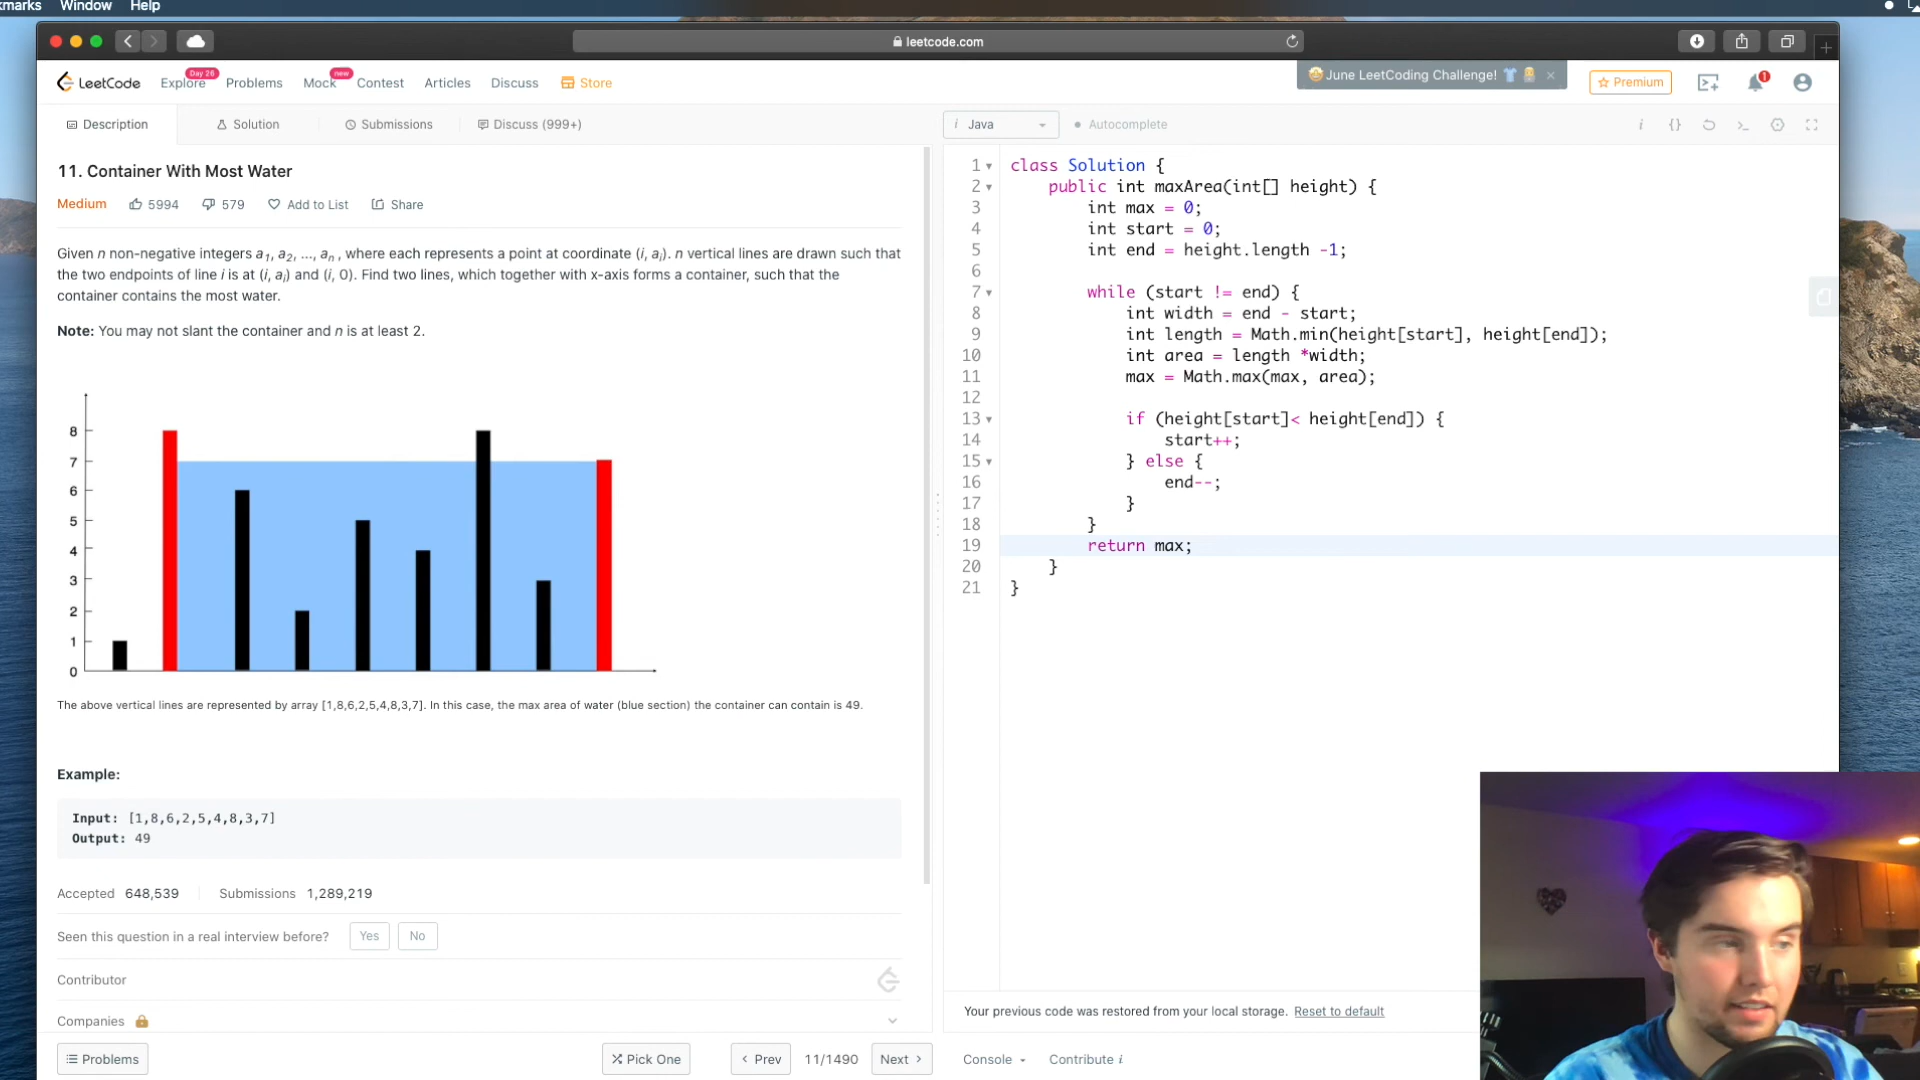 kmarks Window Help
leetcode.com
LeetCode Explore Day 26 Problems Mock new Contest Articles Discuss Store
June LeetCoding Challenge! ×
Premium
1
Description Solution Submissions Discuss (999+)
11. Container With Most Water
Medium 5994 579 Add to List Share
Given n non-negative integers a1, a2, ..., an , where each represents a point at coordinate (i, ai). n vertical lines are drawn such that
the two endpoints of line i is at (i, ai) and (i, 0). Find two lines, which together with x-axis forms a container, such that the
container contains the most water.
Note: You may not slant the container and n is at least 2.
8
7
6
5
4
3
2
1
0
The above vertical lines are represented by array [1,8,6,2,5,4,8,3,7]. In this case, the max area of water (blue section) the container can contain is 49.
Example:
Input: [1,8,6,2,5,4,8,3,7]
Output: 49
Accepted 648,539 Submissions 1,289,219
Seen this question in a real interview before? Yes No
Contributor
Companies
Problems Pick One < Prev 11/1490 Next >
i Java Autocomplete i {} >_
1 class Solution {
2 public int maxArea(int[] height) {
3 int max = 0;
4 int start = 0;
5 int end = height.length -1;
6
7 while (start != end) {
8 int width = end - start;
9 int length = Math.min(height[start], height[end]);
10 int area = length *width;
11 max = Math.max(max, area);
12
13 if (height[start]< height[end]) {
14 start++;
15 } else {
16 end--;
17 }
18 }
19 return max;
20 }
21 }
Your previous code was restored from your local storage. Reset to default
Console Contribute i